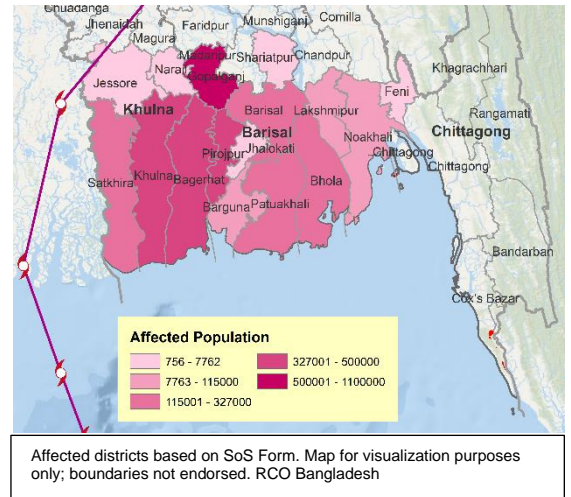 Chuadanga
Jhenaidah
Faridpur
Munshiganj
Comilla
Magura
Madaripur
Shariatpur
Chandpur
Khagrachhari
Jessore
Narail
Gopalganj
Feni
Khulna
Barisal
Lakshmipur
Rangamati
Barisal
Noakhali
Chittagong
Jhalokati
Chittagong
Pirojpur
Chittagong
Satkhira
Khulna
Bagerhat
Bhola
Barguna
Patuakhali
Bandarban
Cox's Bazar
Affected Population
756 - 7762
327001 - 500000
7763 - 115000
500001 - 1100000
115001 - 327000
Affected districts based on SoS Form. Map for visualization purposes
only; boundaries not endorsed. RCO Bangladesh